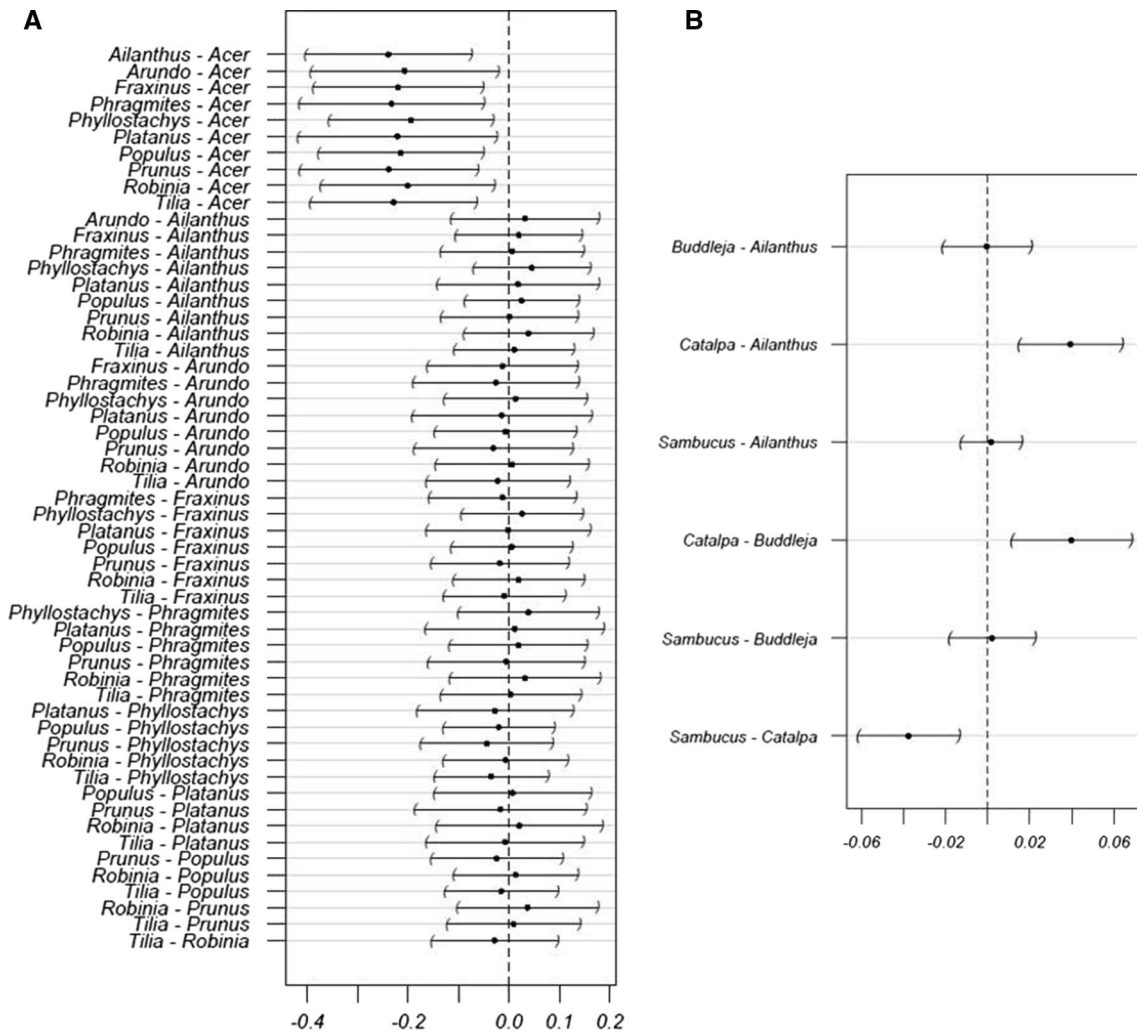 A
Ailanthus - Acer
Arundo - Acer
Fraxinus - Acer
Phragmites - Acer
Phyllostachys - Acer
Platanus - Acer
Populus - Acer
Prunus - Acer
Robinia - Acer
Tilia - Acer
Arundo - Ailanthus
Fraxinus - Ailanthus
Phragmites - Ailanthus
Phyllostachys - Ailanthus
Platanus - Ailanthus
Populus - Ailanthus
Prunus - Ailanthus
Robinia - Ailanthus
Tilia - Ailanthus
Fraxinus - Arundo
Phragmites - Arundo
Phyllostachys - Arundo
Platanus - Arundo
Populus - Arundo
Prunus - Arundo
Robinia - Arundo
Tilia - Arundo
Phragmites - Fraxinus
Phyllostachys - Fraxinus
Platanus - Fraxinus
Populus - Fraxinus
Prunus - Fraxinus
Robinia - Fraxinus
Tilia - Fraxinus
Phyllostachys - Phragmites
Platanus - Phragmites
Populus - Phragmites
Prunus - Phragmites
Robinia - Phragmites
Tilia - Phragmites
Platanus - Phyllostachys
Populus - Phyllostachys
Prunus - Phyllostachys
Robinia - Phyllostachys
Tilia - Phyllostachys
Populus - Platanus
Prunus - Platanus
Robinia - Platanus
Tilia - Platanus
Prunus - Populus
Robinia - Populus
Tilia - Populus
Robinia - Prunus
Tilia - Prunus
Tilia - Robinia
-0.4 -0.2 0.0 0.1 0.2
B
Buddleja - Ailanthus
Catalpa - Ailanthus
Sambucus - Ailanthus
Catalpa - Buddleja
Sambucus - Buddleja
Sambucus - Catalpa
-0.06 -0.02 0.02 0.06